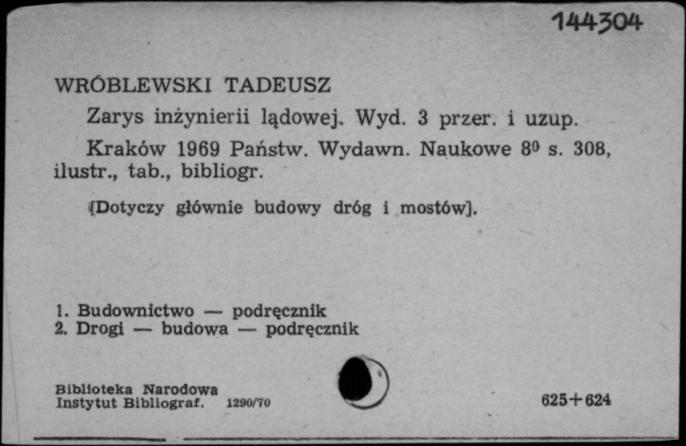 144304
WRÓBLEWSKI TADEUSZ
Zarys inżynierii lądowej. Wyd. 3 przer. i uzup.
Kraków 1969 Państw. Wydawn. Naukowe 8⁰ s. 308,
ilustr., tab., bibliogr.
[Dotyczy głównie budowy dróg i mostów].
1. Budownictwo — podręcznik
2. Drogi — budowa — podręcznik
Biblioteka Narodowa
Instytut Bibliograf. 1290/70
625+624